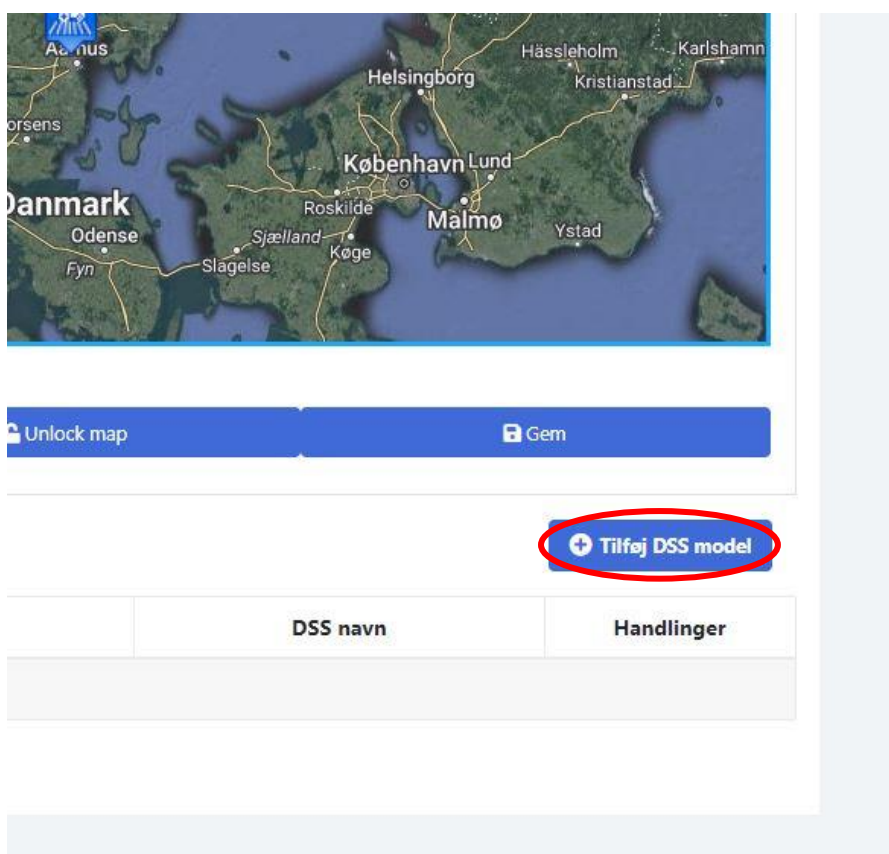 Aarhus
Hässleholm
Karlshamn
Helsingborg
Kristianstad
orsens
København
Lund
Danmark
Roskilde
Malmø
Odense
Sjælland
Ystad
Køge
Fyn
Slagelse
Unlock map
Gem
Tilføj DSS model
DSS navn
Handlinger